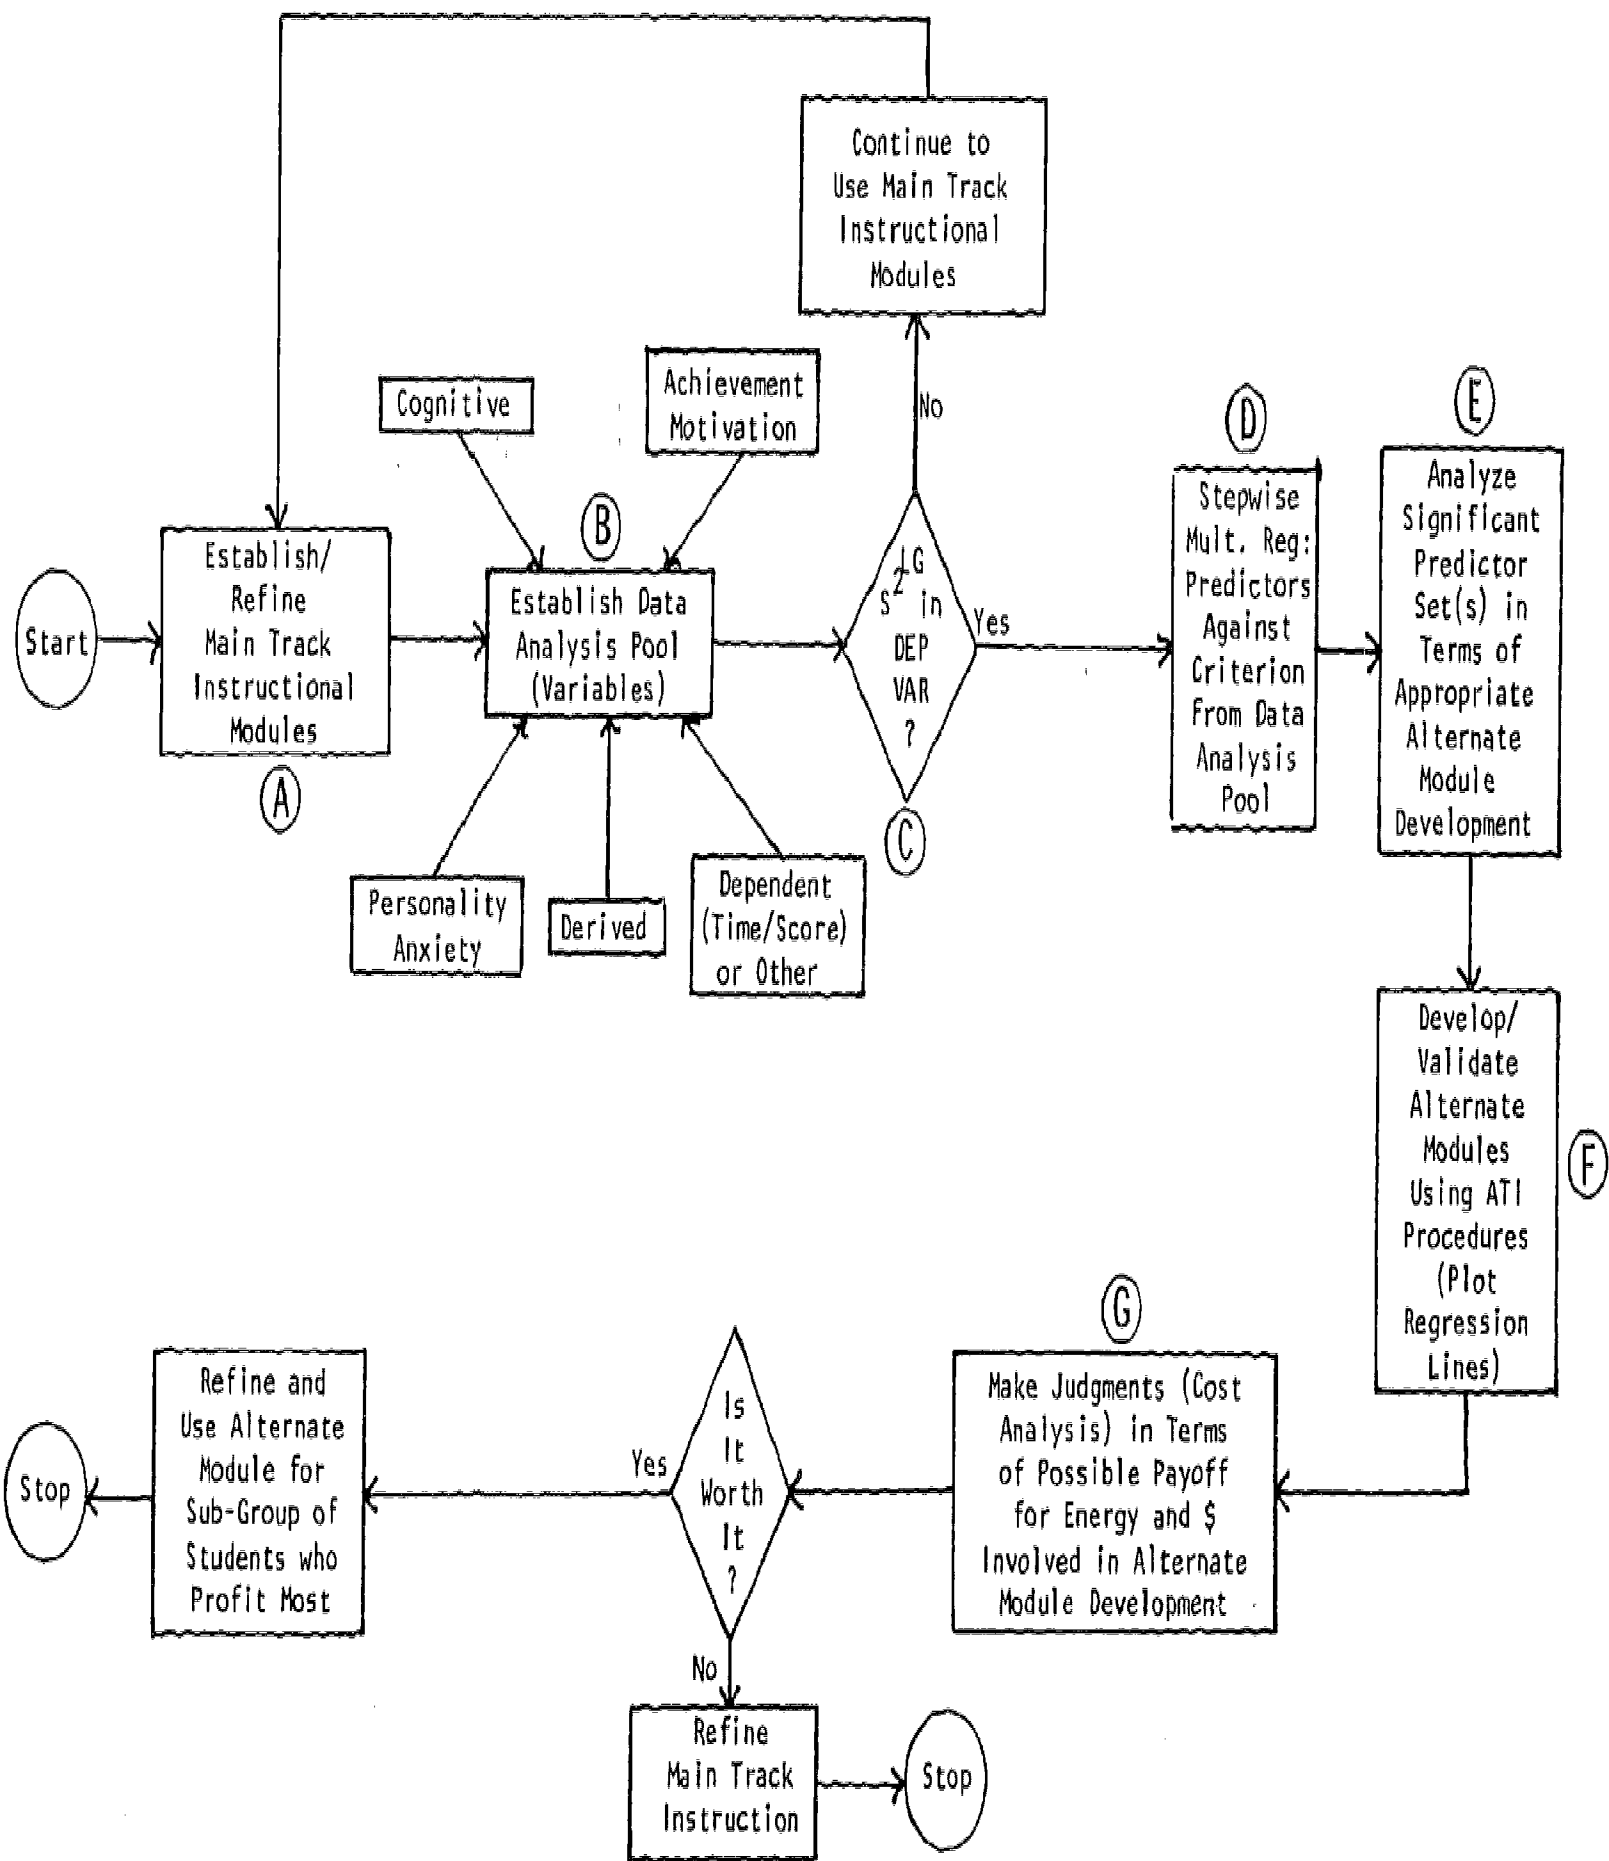 Continue to
Use Main Track
Instructional
Modules
No
Cognitive
Achievement
Motivation
Start
Establish/
Refine
Main Track
Instructional
Modules
A
B
Establish Data
Analysis Pool
(Variables)
Personality
Anxiety
Derived
Dependent
(Time/Score)
or Other
LG
S² in
DEP
VAR
?
Yes
C
D
Stepwise
Mult. Reg:
Predictors
Against
Criterion
From Data
Analysis
Pool
E
Analyze
Significant
Predictor
Set(s) in
Terms of
Appropriate
Alternate
Module
Development
Develop/
Validate
Alternate
Modules
Using ATI
Procedures
(Plot
Regression
Lines)
F
G
Make Judgments (Cost
Analysis) in Terms
of Possible Payoff
for Energy and $
Involved in Alternate
Module Development
Is
It
Worth
It
?
Yes
Refine and
Use Alternate
Module for
Sub-Group of
Students who
Profit Most
Stop
No
Refine
Main Track
Instruction
Stop